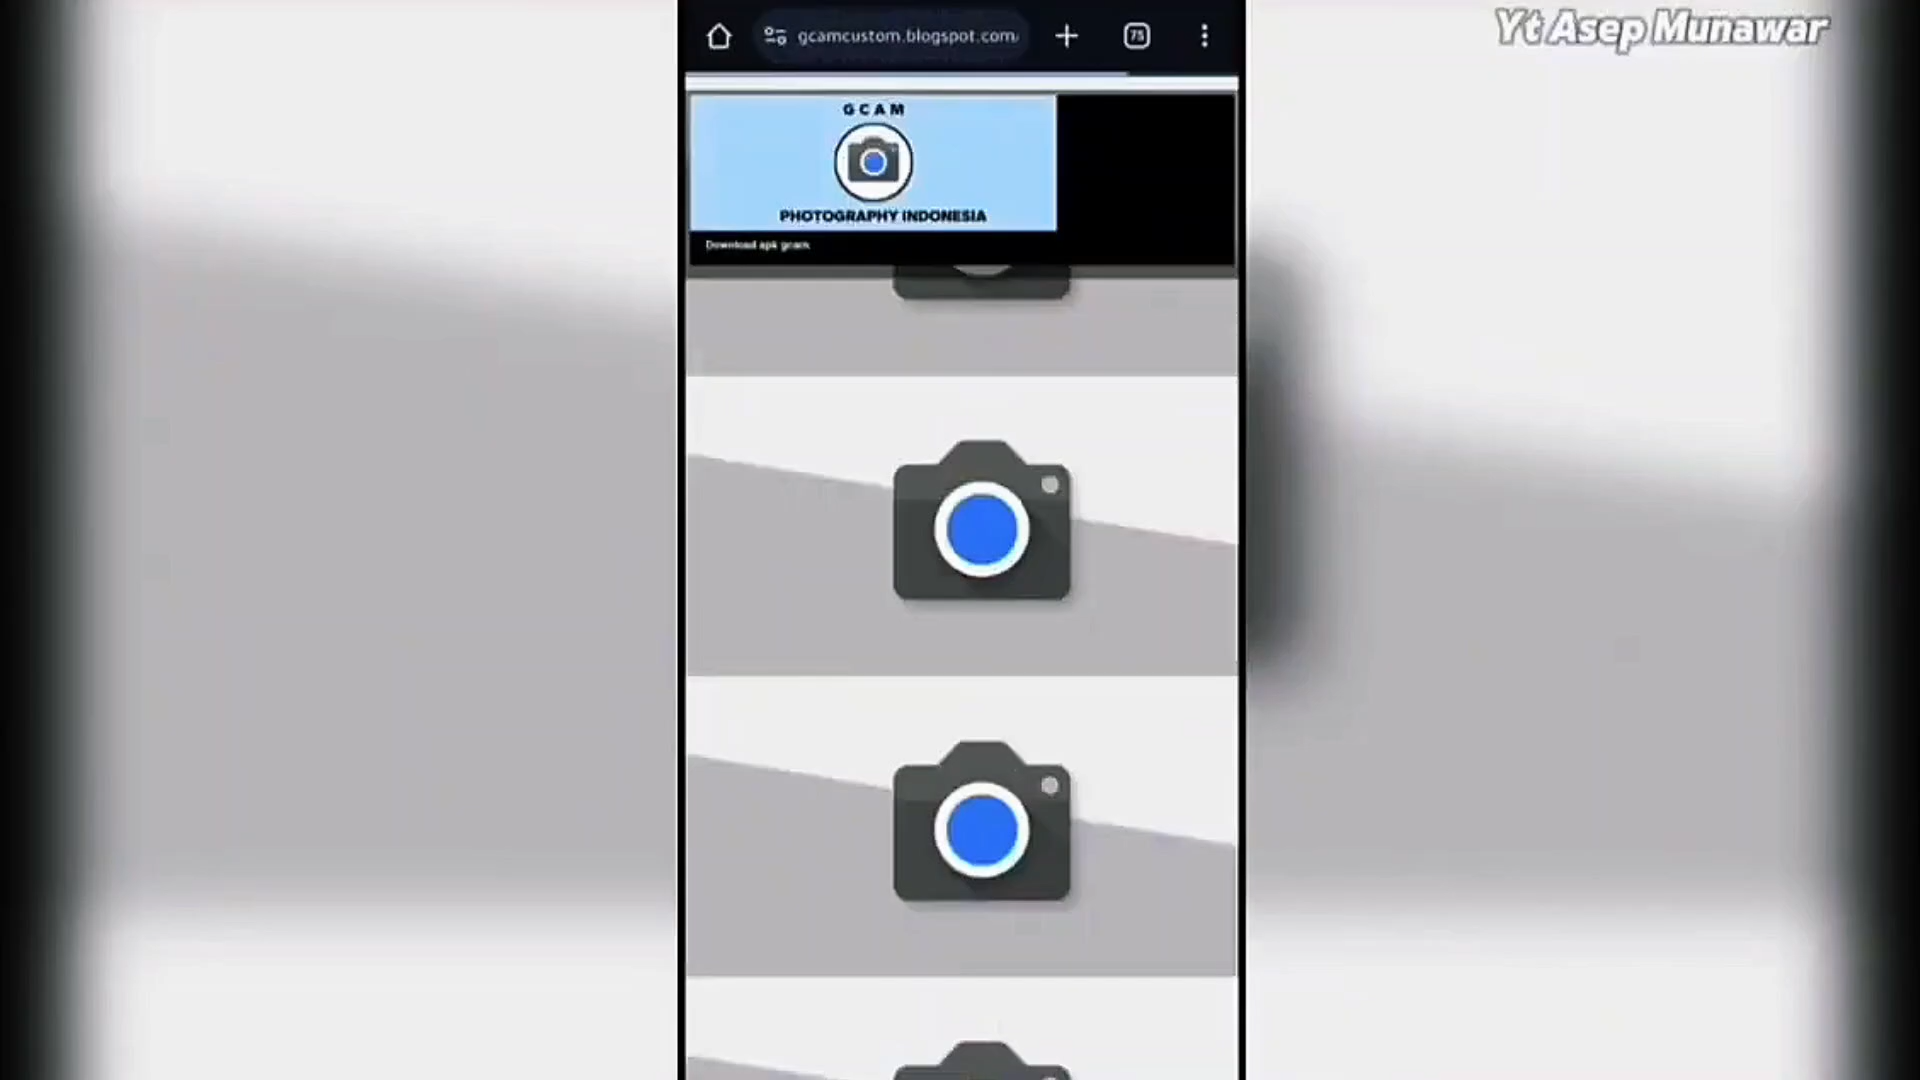 gcamcustom.blogspot.com/
75
Yt Asep Munawar
GCAM
PHOTOGRAPHY INDONESIA
Download apk gcam